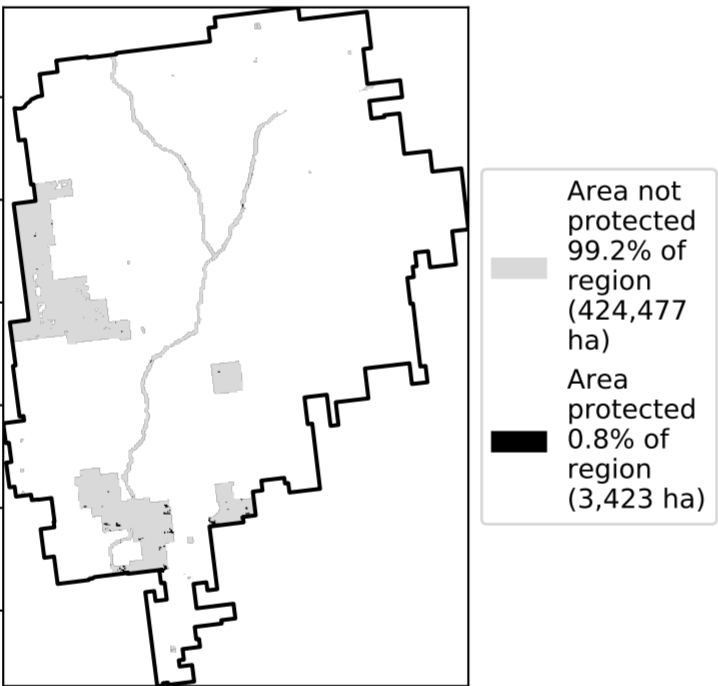 Area not
protected
99.2% of
region
(424,477
ha)
Area
protected
0.8% of
region
(3,423 ha)